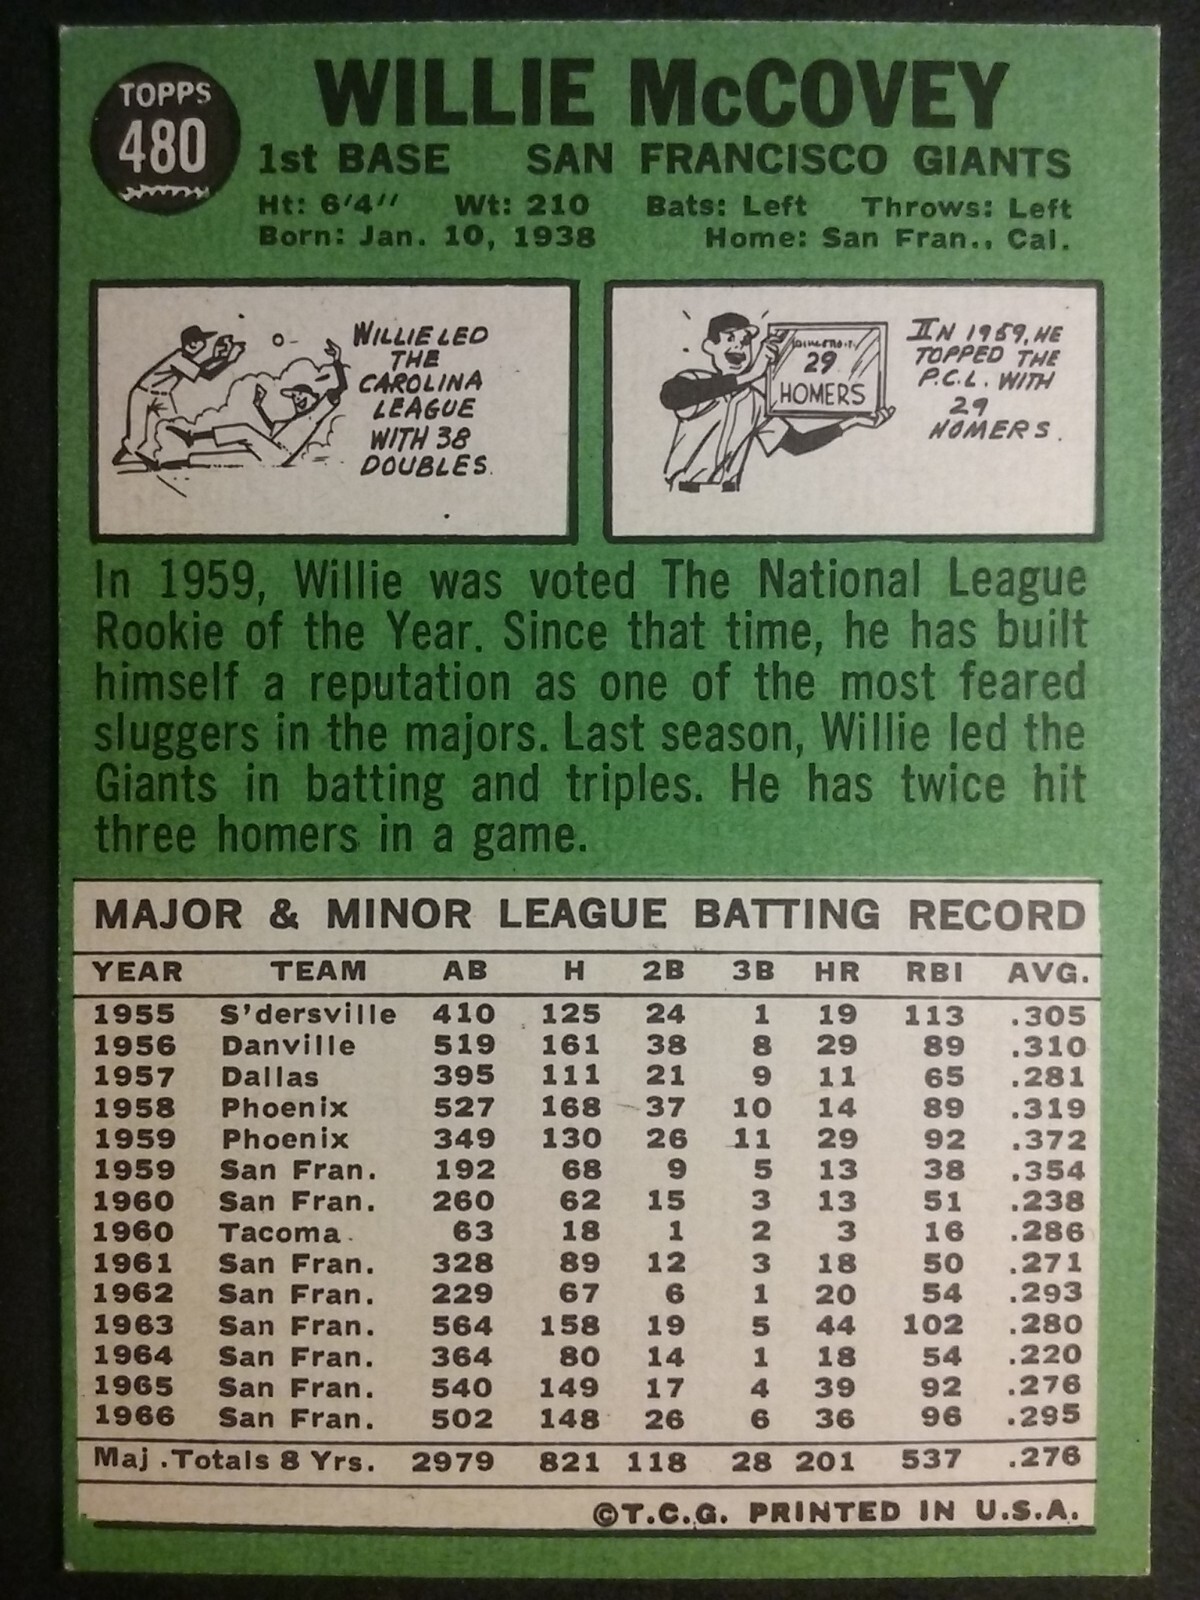 TOPPS
480
WILLIE McCOVEY
1st BASE SAN FRANCISCO GIANTS
Ht: 6'4" Wt: 210 Bats: Left Throws: Left
Born: Jan. 10, 1938 Home: San Fran., Cal.
WILLIE LED
THE
CAROLINA
LEAGUE
WITH 38
DOUBLES.
29
HOMERS
IN 1959, HE
TOPPED THE
P.C.L. WITH
29
HOMERS.
In 1959, Willie was voted The National League
Rookie of the Year. Since that time, he has built
himself a reputation as one of the most feared
sluggers in the majors. Last season, Willie led the
Giants in batting and triples. He has twice hit
three homers in a game.
MAJOR & MINOR LEAGUE BATTING RECORD
YEAR TEAM AB H 2B 3B HR RBI AVG.
1955 S'dersville 410 125 24 1 19 113 .305
1956 Danville 519 161 38 8 29 89 .310
1957 Dallas 395 111 21 9 11 65 .281
1958 Phoenix 527 168 37 10 14 89 .319
1959 Phoenix 349 130 26 11 29 92 .372
1959 San Fran. 192 68 9 5 13 38 .354
1960 San Fran. 260 62 15 3 13 51 .238
1960 Tacoma 63 18 1 2 3 16 .286
1961 San Fran. 328 89 12 3 18 50 .271
1962 San Fran. 229 67 6 1 20 54 .293
1963 San Fran. 564 158 19 5 44 102 .280
1964 San Fran. 364 80 14 1 18 54 .220
1965 San Fran. 540 149 17 4 39 92 .276
1966 San Fran. 502 148 26 6 36 96 .295
Maj. Totals 8 Yrs. 2979 821 118 28 201 537 .276
©T.C.G. PRINTED IN U.S.A.